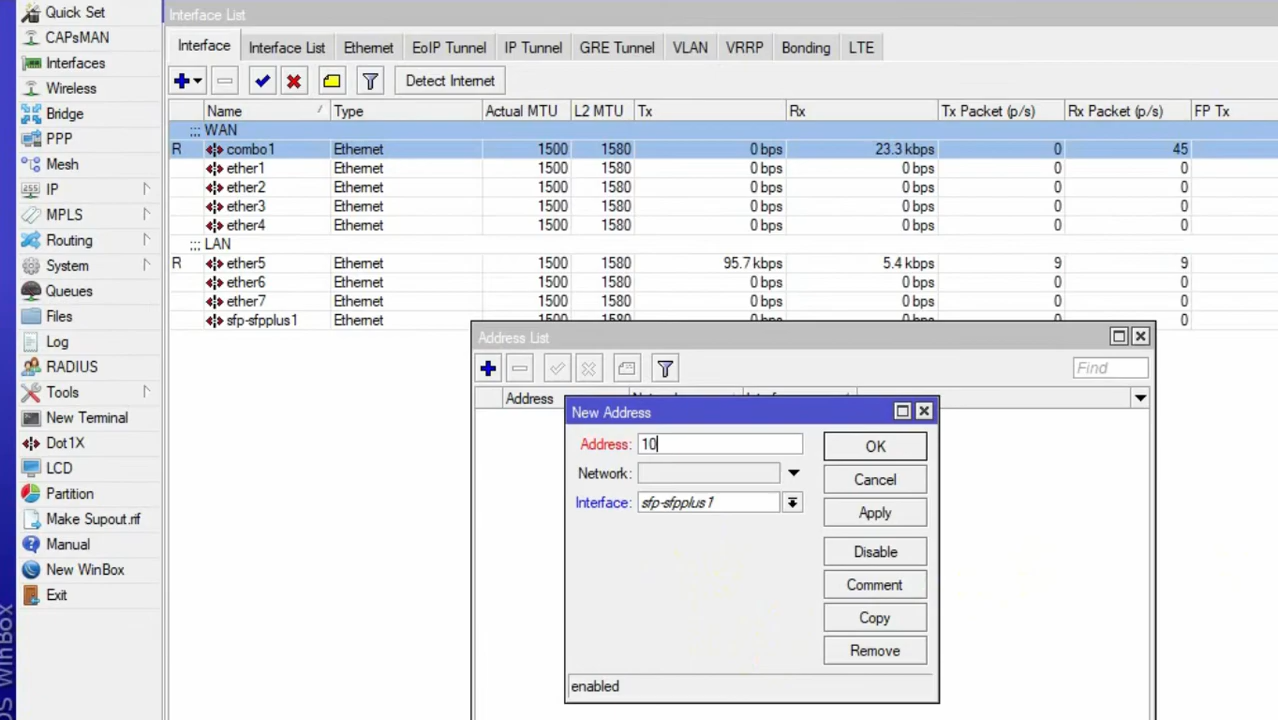 Quick Set
CAPsMAN
Interfaces
Wireless
Bridge
PPP
Mesh
IP
MPLS
Routing
System
Queues
Files
Log
RADIUS
Tools
New Terminal
Dot1X
LCD
Partition
Make Supout.rif
Manual
New WinBox
Exit
OS WinBox
Interface List
Interface Interface List Ethernet EoIP Tunnel IP Tunnel GRE Tunnel VLAN VRRP Bonding LTE
Detect Internet
Name Type Actual MTU L2 MTU Tx Rx Tx Packet (p/s) Rx Packet (p/s) FP Tx
;;; WAN
R combo1 Ethernet 1500 1580 0 bps 23.3 kbps 0 45
ether1 Ethernet 1500 1580 0 bps 0 bps 0 0
ether2 Ethernet 1500 1580 0 bps 0 bps 0 0
ether3 Ethernet 1500 1580 0 bps 0 bps 0 0
ether4 Ethernet 1500 1580 0 bps 0 bps 0 0
;;; LAN
R ether5 Ethernet 1500 1580 95.7 kbps 5.4 kbps 9 9
ether6 Ethernet 1500 1580 0 bps 0 bps 0 0
ether7 Ethernet 1500 1580 0 bps 0 bps 0 0
sfp-sfpplus1 Ethernet 1500 1580 0 bps 0 bps 0 0
Address List
Find
Address
New Address
Address: 10
Network:
Interface: sfp-sfpplus1
OK
Cancel
Apply
Disable
Comment
Copy
Remove
enabled